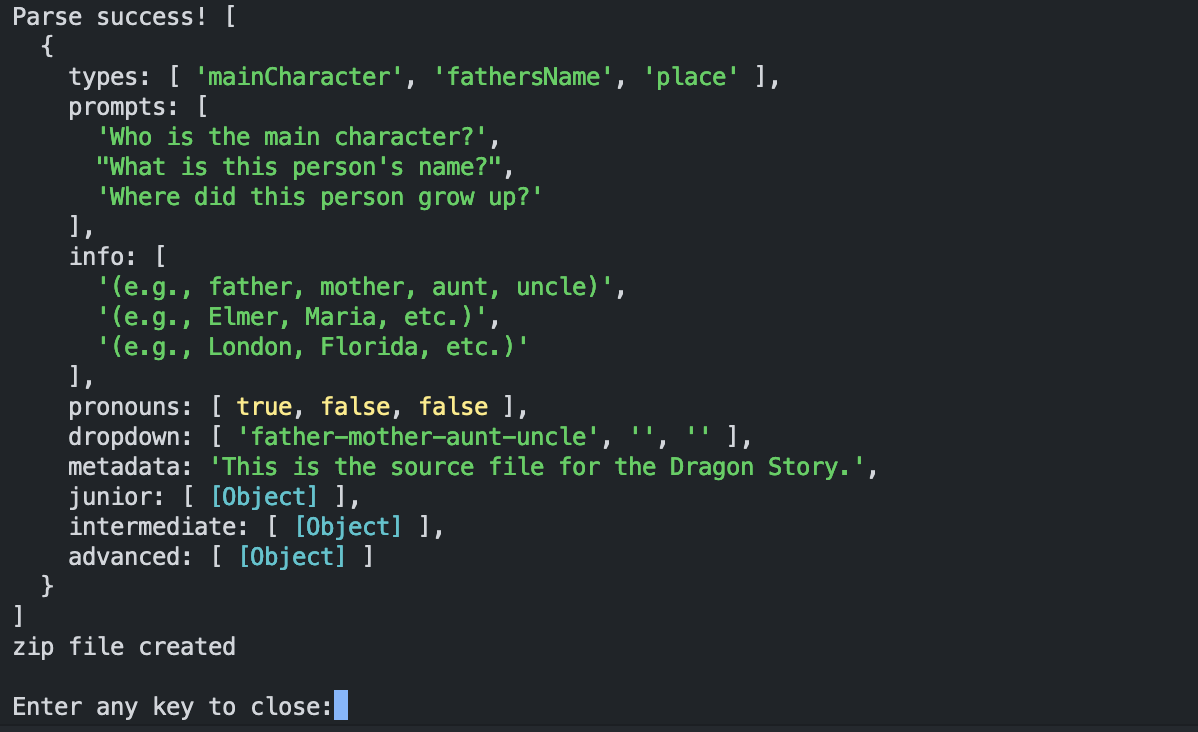 Parse success! [
  {
    types: [ 'mainCharacter', 'fathersName', 'place' ],
    prompts: [
      'Who is the main character?',
      "What is this person's name?",
      'Where did this person grow up?'
    ],
    info: [
      '(e.g., father, mother, aunt, uncle)',
      '(e.g., Elmer, Maria, etc.)',
      '(e.g., London, Florida, etc.)'
    ],
    pronouns: [ true, false, false ],
    dropdown: [ 'father-mother-aunt-uncle', '', '' ],
    metadata: 'This is the source file for the Dragon Story.',
    junior: [ [Object] ],
    intermediate: [ [Object] ],
    advanced: [ [Object] ]
  }
]
zip file created

Enter any key to close: